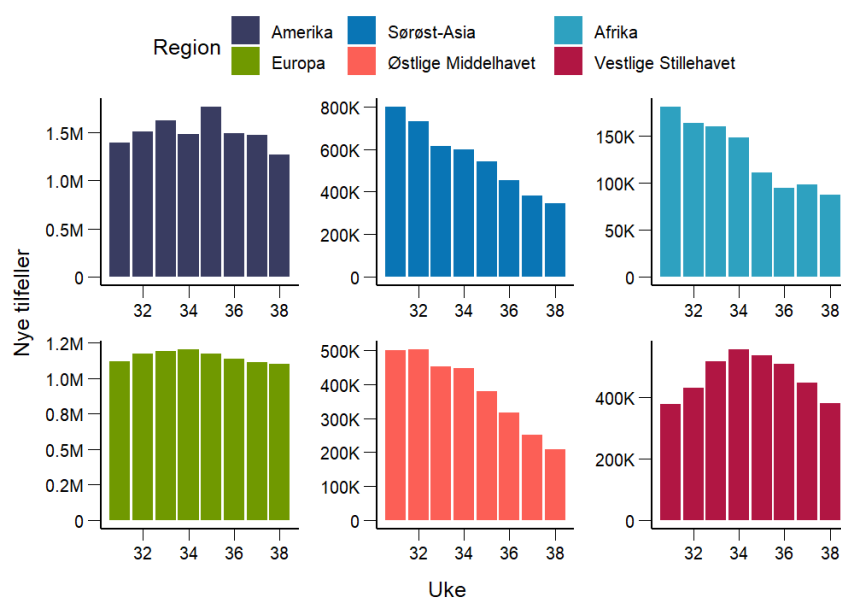 Region
Amerika Sørøst-Asia Afrika
Europa Østlige Middelhavet Vestlige Stillehavet
Nye tilfeller
1.5M
1.0M
0.5M
0
32 34 36 38
800K
600K
400K
200K
0
32 34 36 38
150K
100K
50K
0
32 34 36 38
1.2M
1.0M
0.8M
0.5M
0.2M
0
32 34 36 38
500K
400K
300K
200K
100K
0
32 34 36 38
400K
200K
0
32 34 36 38
Uke